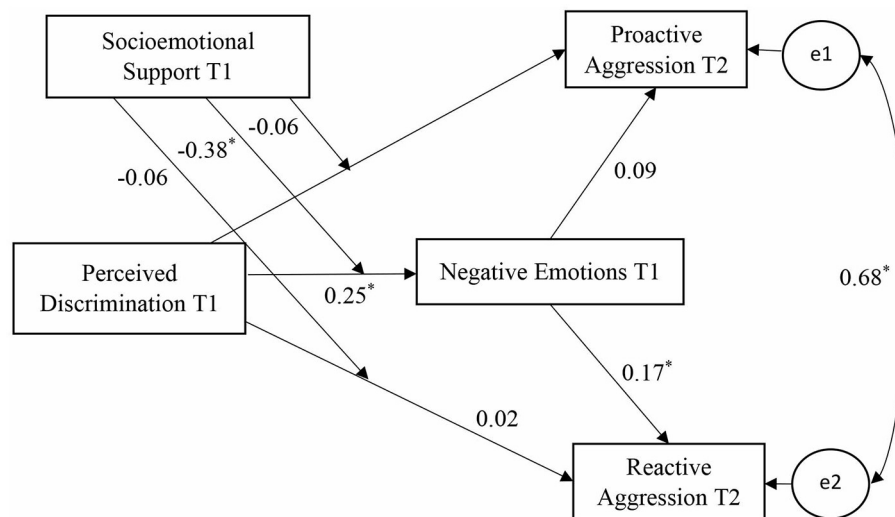 Socioemotional
Support T1
Proactive
Aggression T2
e1
-0.06
-0.38*
-0.06
0.09
Perceived
Discrimination T1
Negative Emotions T1
0.25*
0.68*
0.17*
0.02
Reactive
Aggression T2
e2